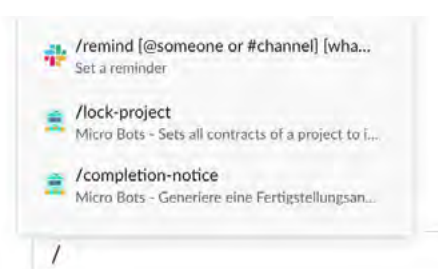 /remind [@someone or #channel] [wha...
Set a reminder
/lock-project
Micro Bots - Sets all contracts of a project to i...
/completion-notice
Micro Bots - Generiere eine Fertigstellungsan...
/